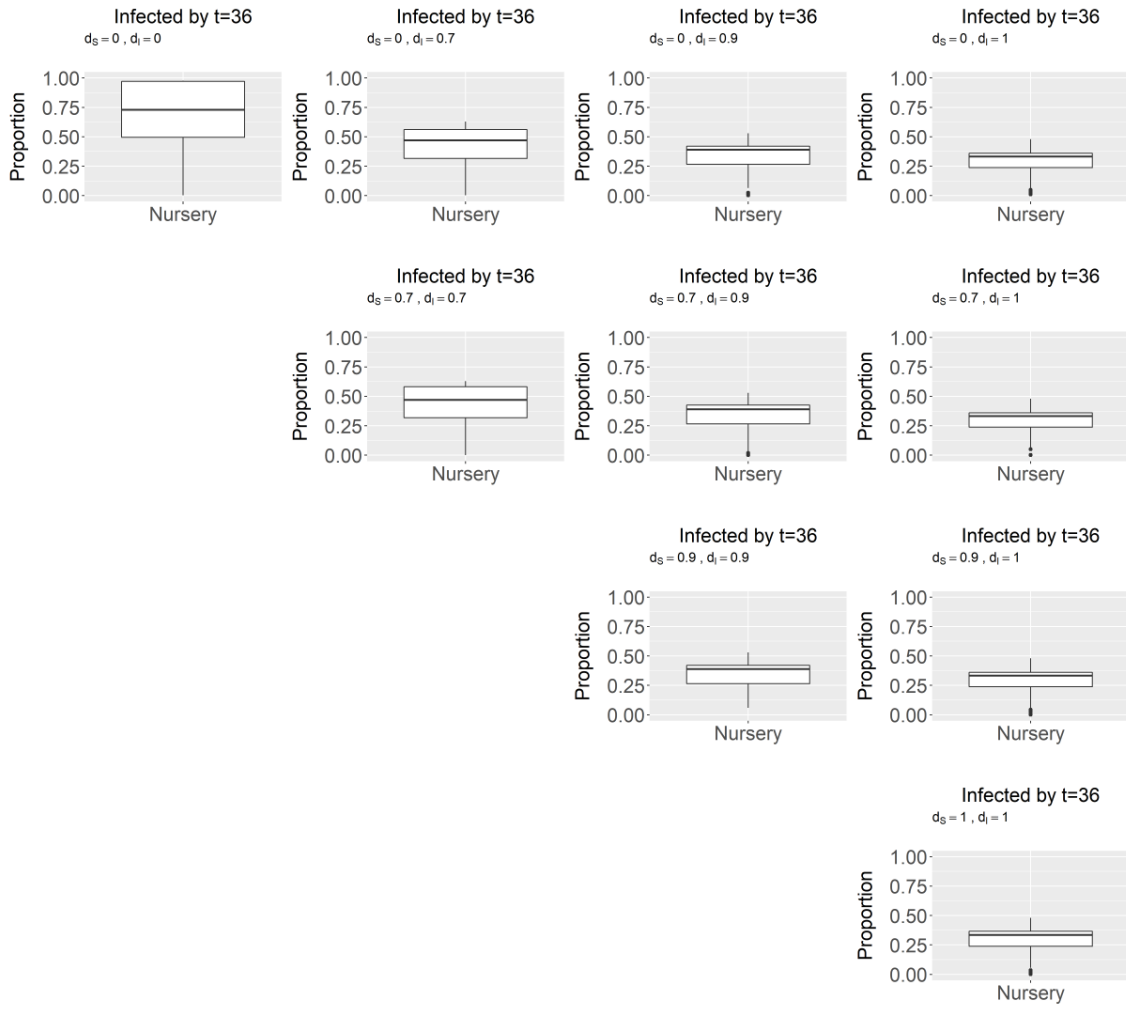 Infected by t=36
dS = 0 , dI = 0
Proportion
1.00
0.75
0.50
0.25
0.00
Nursery
Infected by t=36
dS = 0 , dI = 0.7
Proportion
1.00
0.75
0.50
0.25
0.00
Nursery
Infected by t=36
dS = 0 , dI = 0.9
Proportion
1.00
0.75
0.50
0.25
0.00
Nursery
Infected by t=36
dS = 0 , dI = 1
Proportion
1.00
0.75
0.50
0.25
0.00
Nursery
Infected by t=36
dS = 0.7 , dI = 0.7
Proportion
1.00
0.75
0.50
0.25
0.00
Nursery
Infected by t=36
dS = 0.7 , dI = 0.9
Proportion
1.00
0.75
0.50
0.25
0.00
Nursery
Infected by t=36
dS = 0.7 , dI = 1
Proportion
1.00
0.75
0.50
0.25
0.00
Nursery
Infected by t=36
dS = 0.9 , dI = 0.9
Proportion
1.00
0.75
0.50
0.25
0.00
Nursery
Infected by t=36
dS = 0.9 , dI = 1
Proportion
1.00
0.75
0.50
0.25
0.00
Nursery
Infected by t=36
dS = 1 , dI = 1
Proportion
1.00
0.75
0.50
0.25
0.00
Nursery